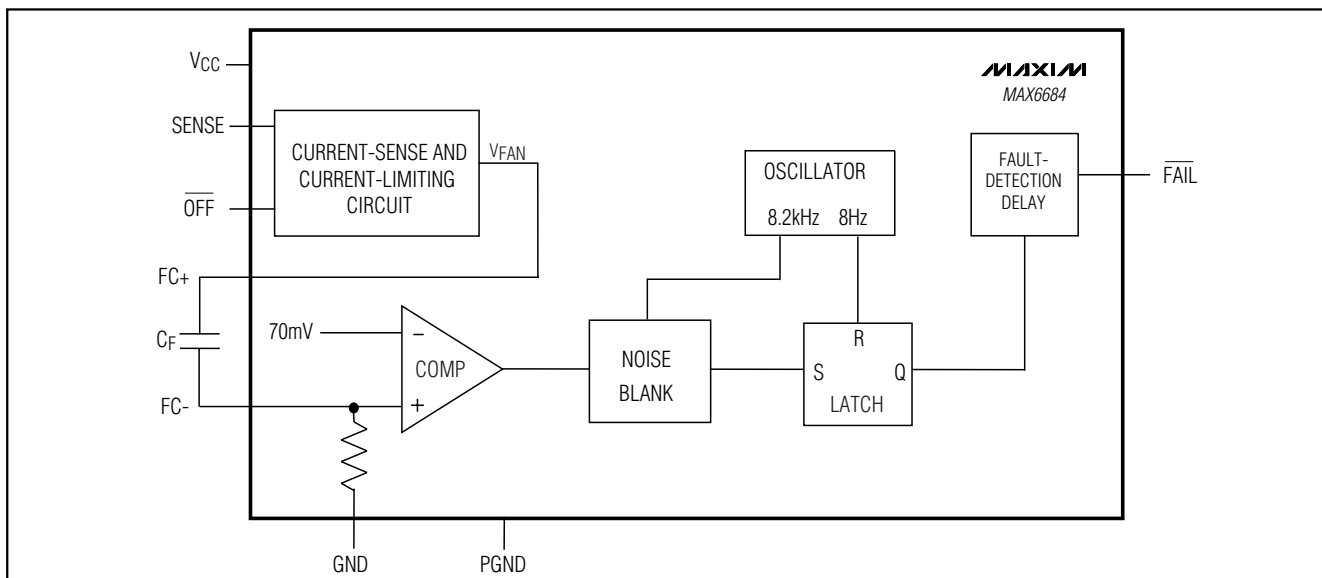 VCC
MAXIM
MAX6684
SENSE
CURRENT-SENSE AND
CURRENT-LIMITING
CIRCUIT
VFAN
OFF
OSCILLATOR
8.2kHz 8Hz
FAULT-
DETECTION
DELAY
FAIL
FC+
CF
FC-
70mV
−
COMP
+
NOISE
BLANK
R
S Q
LATCH
GND
PGND